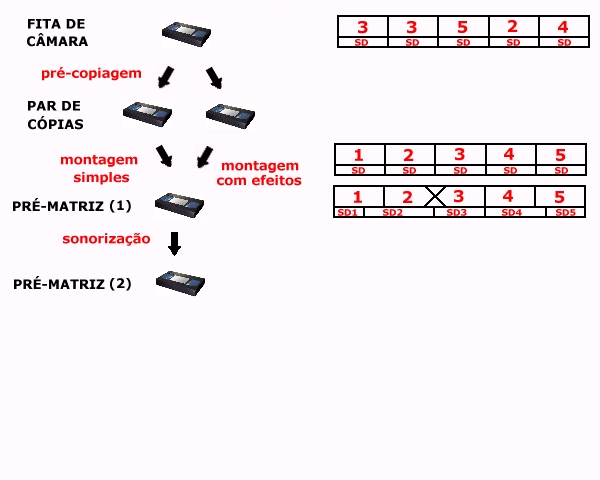 FITA DE
CÂMARA
3 3 5 2 4
SD SD SD SD SD
pré-copiagem
PAR DE
CÓPIAS
montagem
simples
montagem
com efeitos
1 2 3 4 5
SD SD SD SD SD
PRÉ-MATRIZ (1)
1 2 3 4 5
SD1 SD2 SD3 SD4 SD5
sonorização
PRÉ-MATRIZ (2)